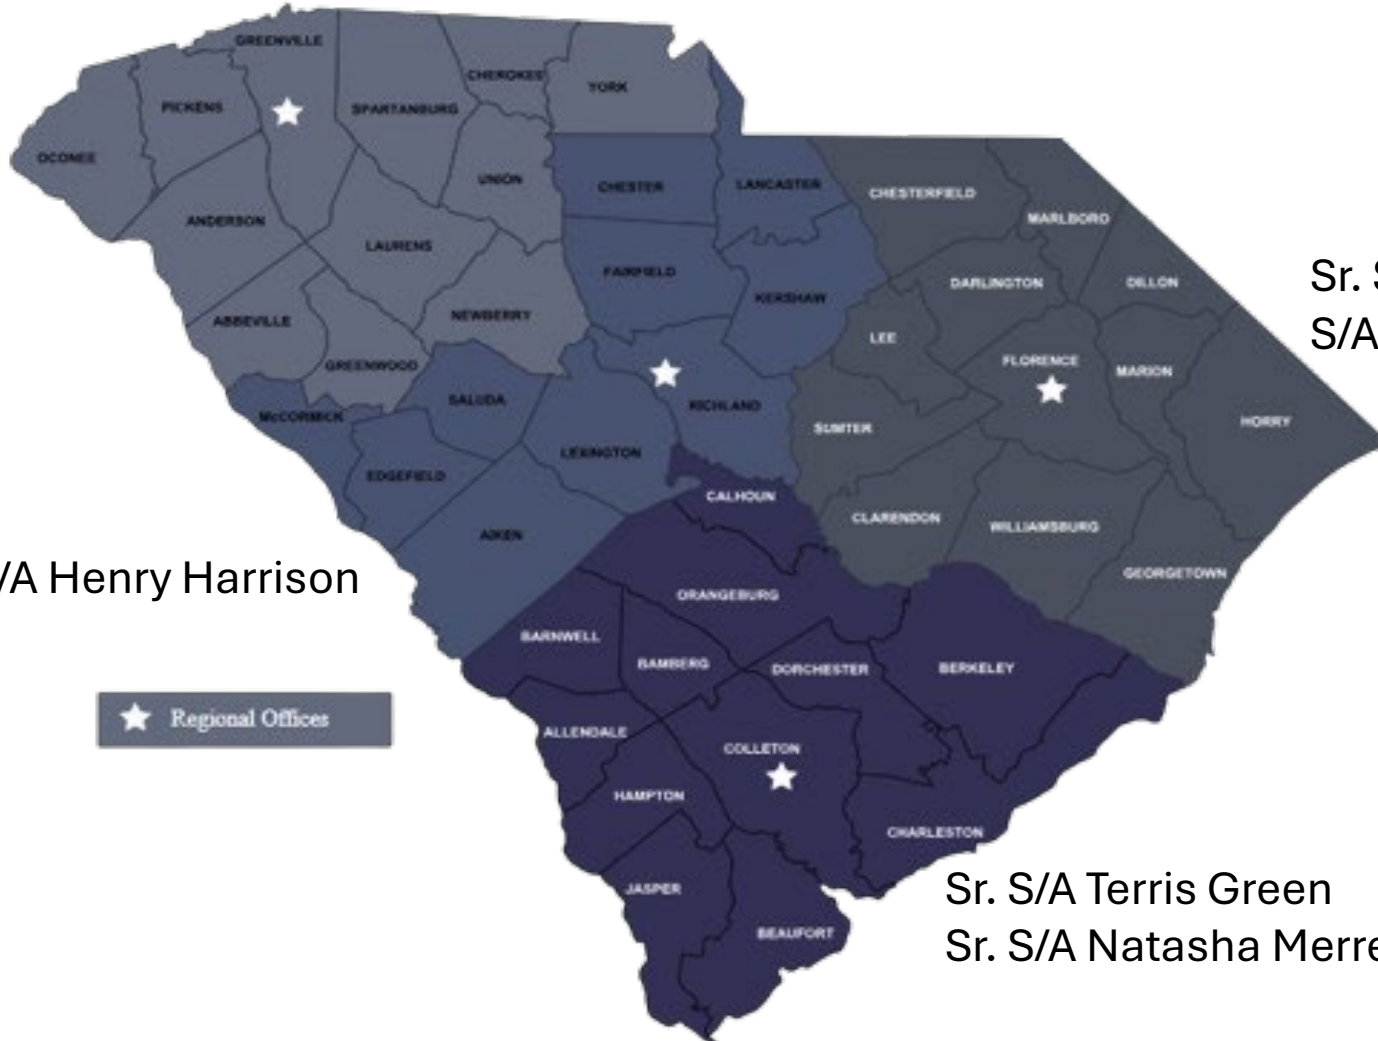 GREENVILLE
CHEROKEE
YORK
PICKENS
SPARTANBURG
OCONEE
UNION
CHESTER
LANCASTER
CHESTERFIELD
MARLBORO
ANDERSON
LAURENS
FAIRFIELD
KERSHAW
DARLINGTON
DILLON
Sr.
S/A
ABBEVILLE
NEWBERRY
LEE
FLORENCE
MARION
GREENWOOD
SALUDA
RICHLAND
HORRY
McCORMICK
SUMTER
LEXINGTON
EDGEFIELD
CALHOUN
CLARENDON
WILLIAMSBURG
AIKEN
/A Henry Harrison
GEORGETOWN
ORANGEBURG
BARNWELL
BAMBERG
DORCHESTER
BERKELEY
Regional Offices
ALLENDALE
COLLETON
HAMPTON
CHARLESTON
JASPER
Sr. S/A Terris Green
BEAUFORT
Sr. S/A Natasha